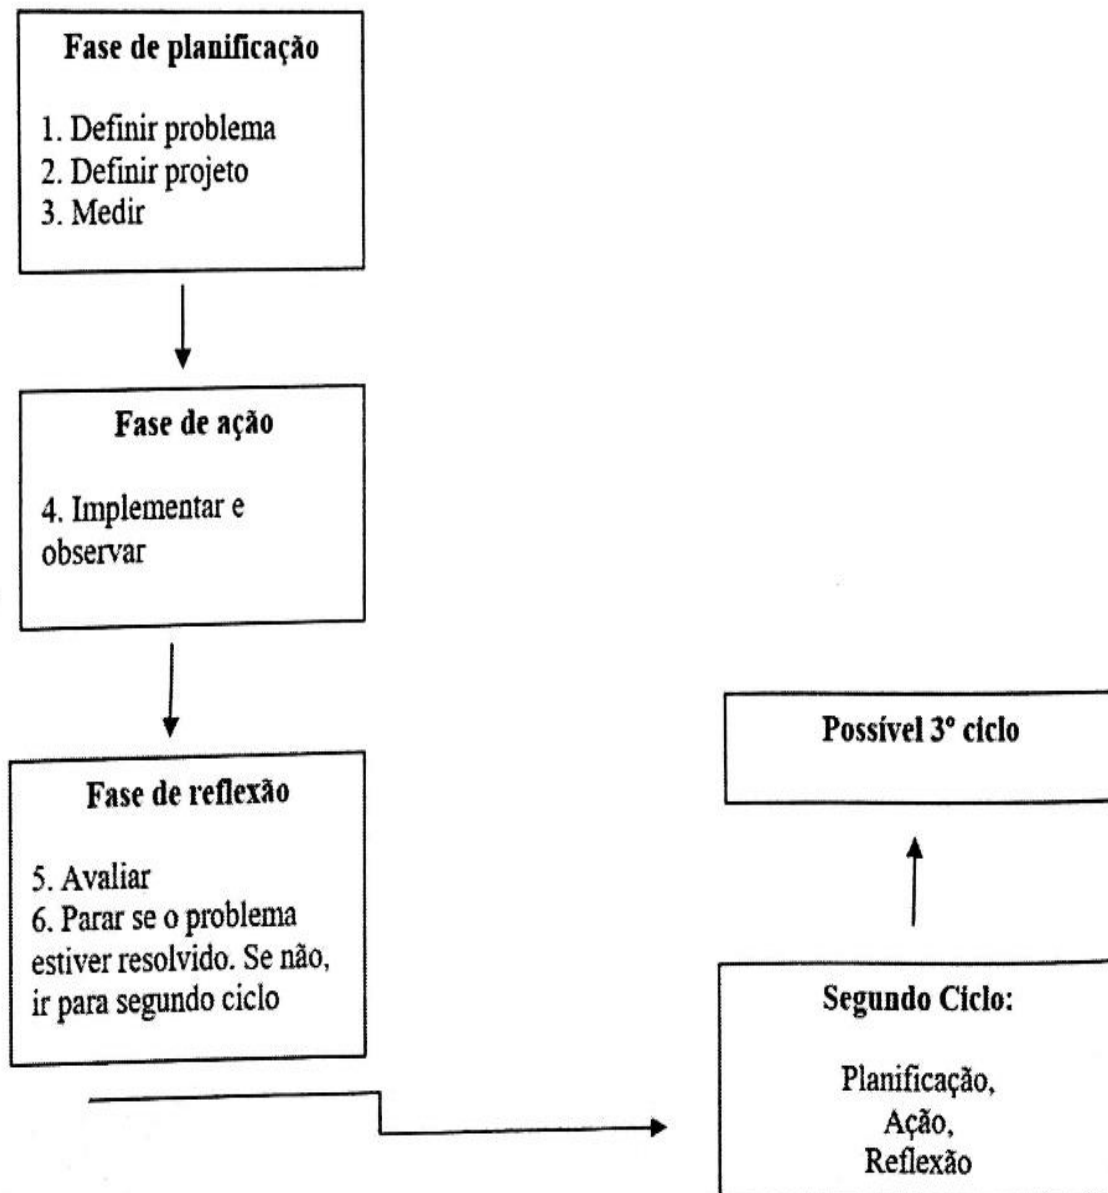 Fase de planificação
1. Definir problema
2. Definir projeto
3. Medir
Fase de ação
4. Implementar e
observar
Fase de reflexão
5. Avaliar
6. Parar se o problema
estiver resolvido. Se não,
ir para segundo ciclo
Possível 3º ciclo
Segundo Ciclo:
Planificação,
Ação,
Reflexão